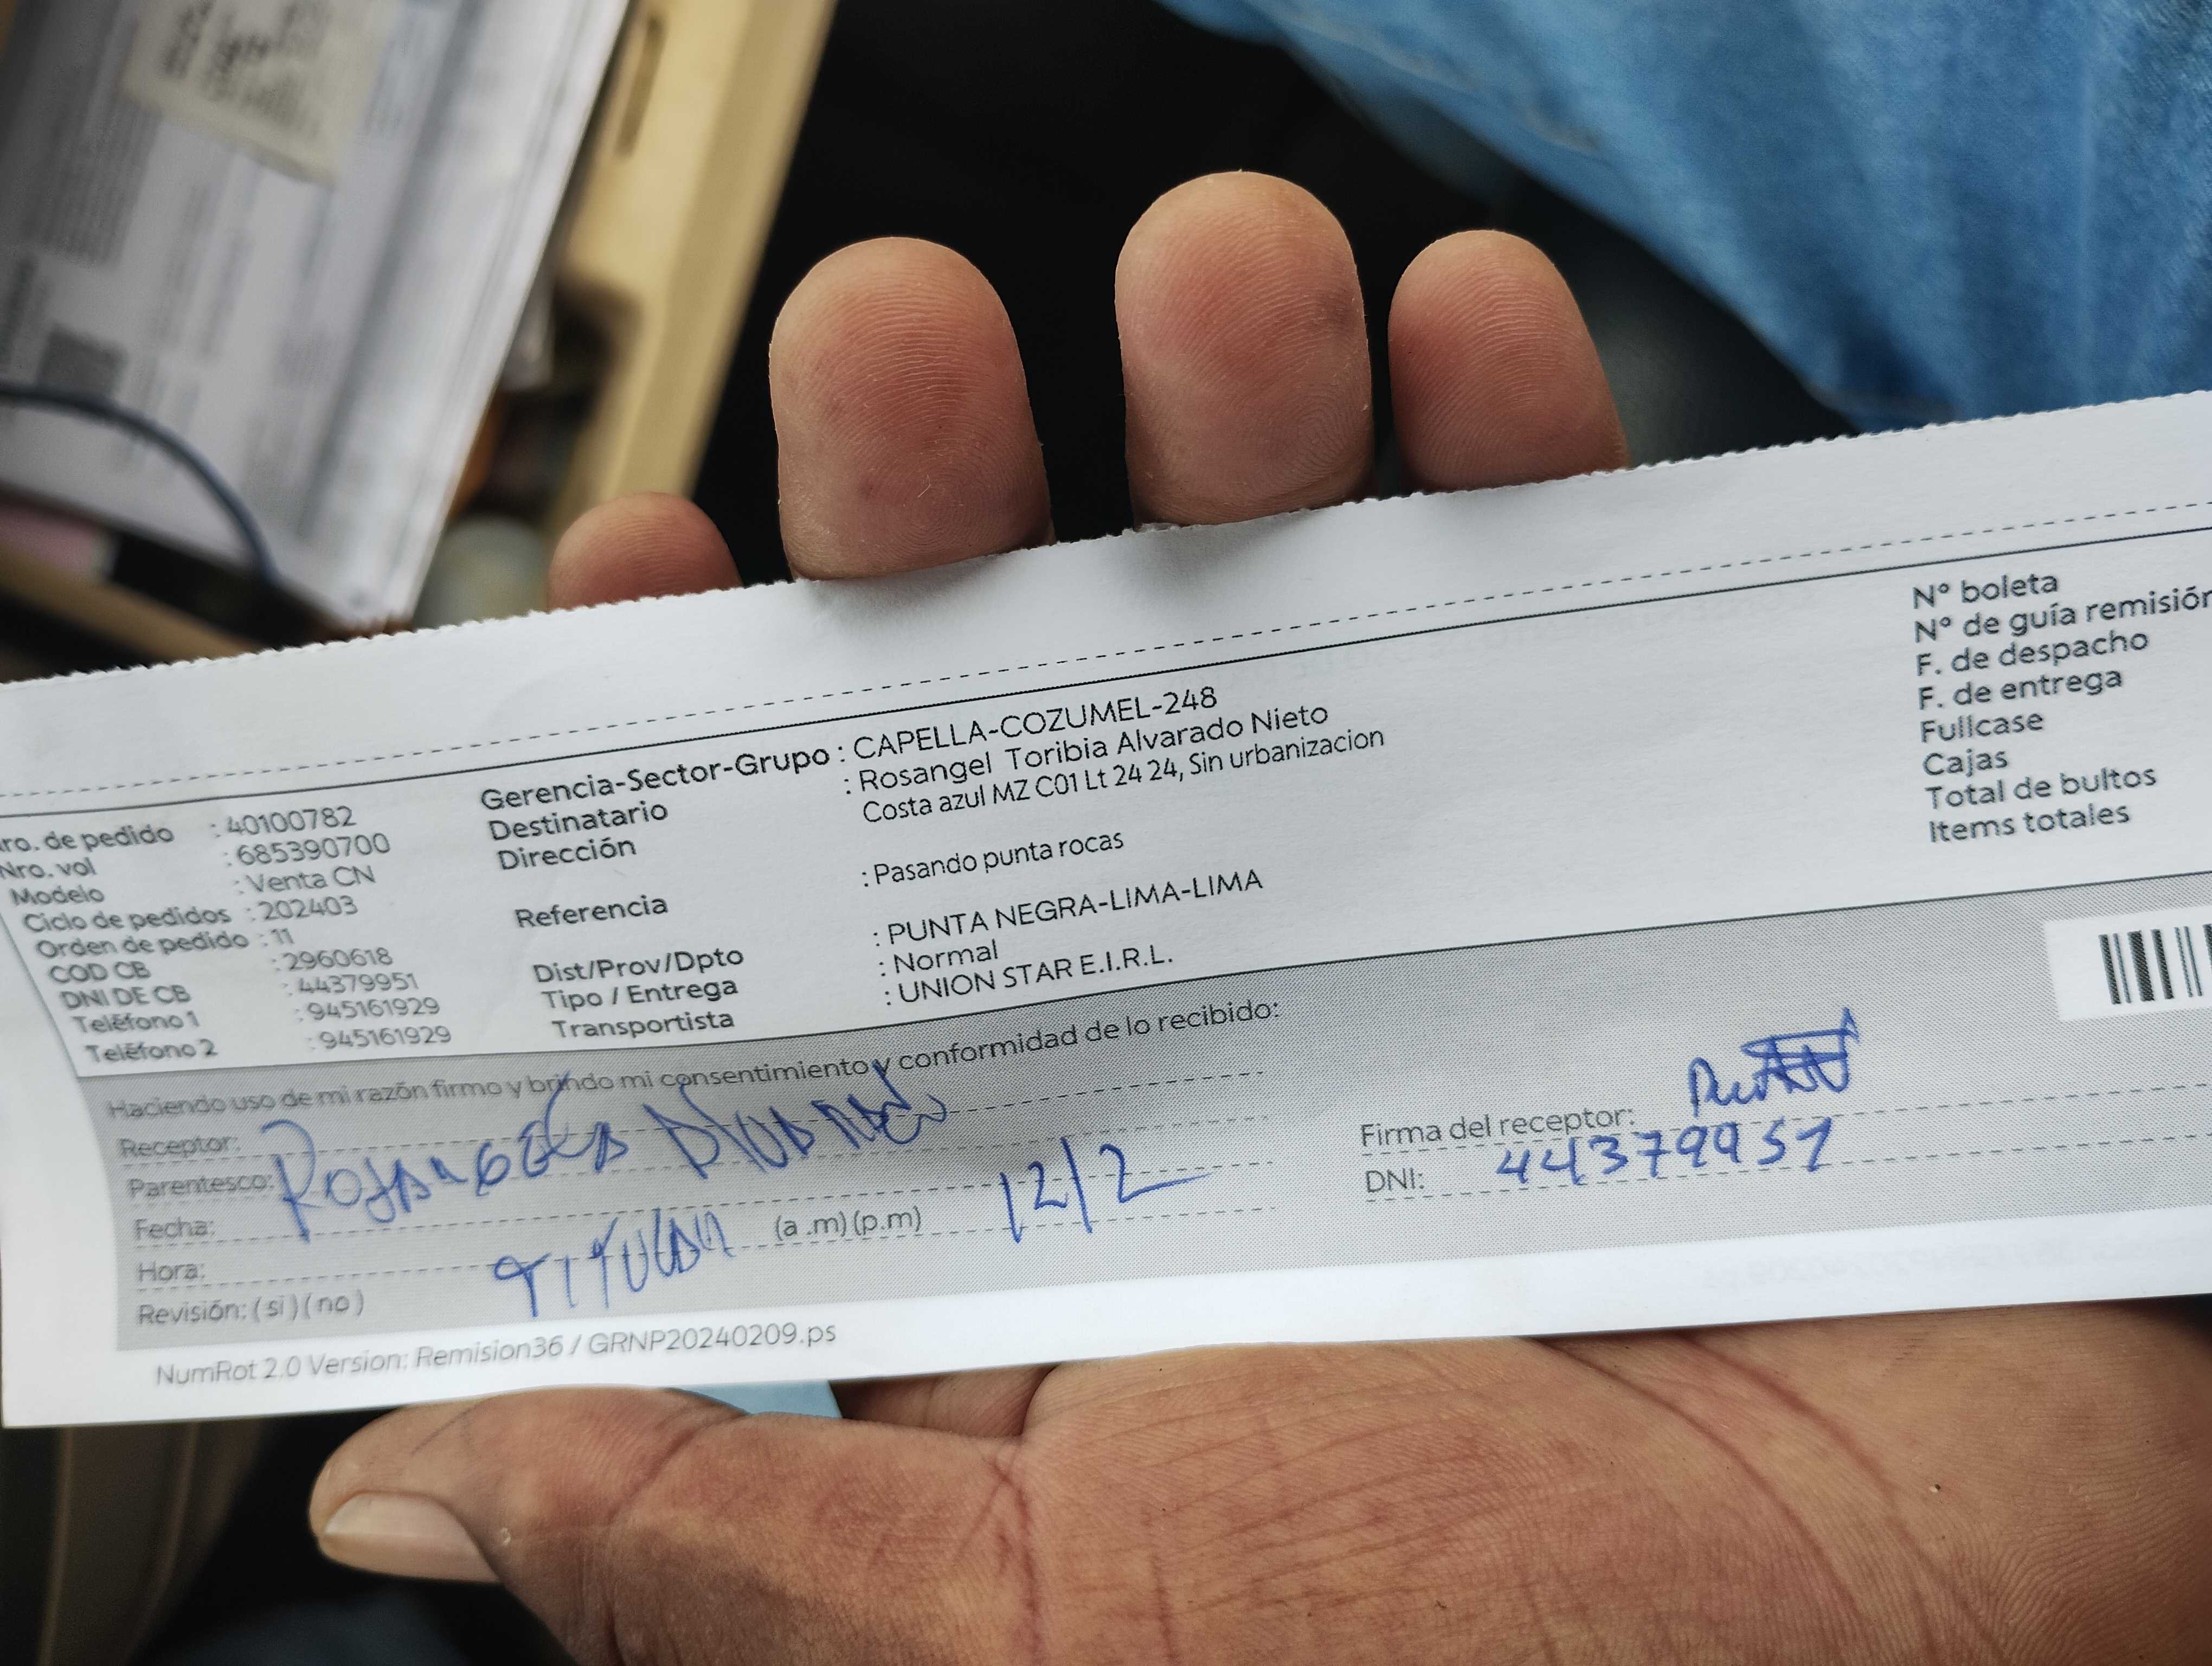 Nº boleta
Nº de guía remisión
F. de despacho
F. de entrega
Fullcase
Cajas
Total de bultos
Items totales
ro. de pedido : 40100782
Nro. vol : 685390700
Modelo : Venta CN
Ciclo de pedidos : 202403
Orden de pedido : 11
COD CB : 2960618
DNI DE CB : 44379951
Teléfono 1 : 945161929
Teléfono 2 : 945161929
Gerencia-Sector-Grupo : CAPELLA-COZUMEL-248
Destinatario : Rosangel Toribia Alvarado Nieto
Dirección Costa azul MZ C01 Lt 24 24, Sin urbanizacion
Referencia : Pasando punta rocas
Dist/Prov/Dpto : PUNTA NEGRA-LIMA-LIMA
Tipo / Entrega : Normal
Transportista : UNION STAR E.I.R.L.
Haciendo uso de mi razón firmo y brindo mi consentimiento y conformidad de lo recibido:
Receptor:
Parentesco:
Fecha: 12/2
Hora: (a .m) (p.m)
TITULAR
Revisión: ( si ) ( no )
Firma del receptor:
DNI: 44379951
NumRot 2.0 Version: Remision36 / GRNP20240209.ps